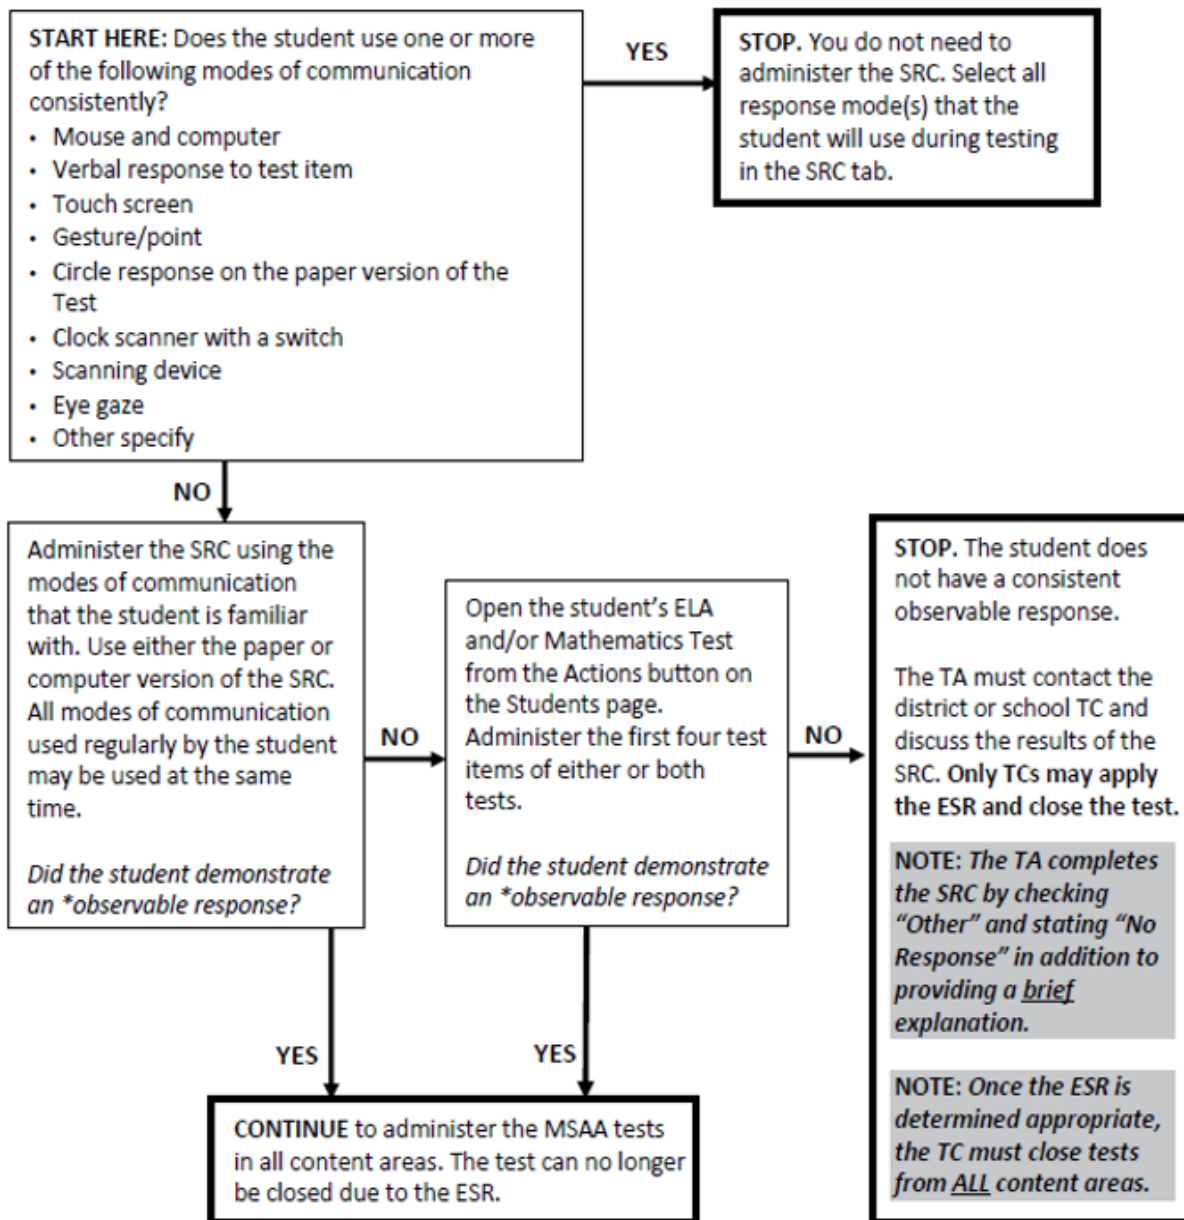 START HERE: Does the student use one or more
of the following modes of communication
consistently?
• Mouse and computer
• Verbal response to test item
• Touch screen
• Gesture/point
• Circle response on the paper version of the
Test
• Clock scanner with a switch
• Scanning device
• Eye gaze
• Other specify
YES
STOP. You do not need to
administer the SRC. Select all
response mode(s) that the
student will use during testing
in the SRC tab.
NO
Administer the SRC using the
modes of communication
that the student is familiar
with. Use either the paper or
computer version of the SRC.
All modes of communication
used regularly by the student
may be used at the same
time.
Did the student demonstrate
an *observable response?
NO
Open the student's ELA
and/or Mathematics Test
from the Actions button on
the Students page.
Administer the first four test
items of either or both
tests.
Did the student demonstrate
an *observable response?
NO
STOP. The student does
not have a consistent
observable response.
The TA must contact the
district or school TC and
discuss the results of the
SRC. Only TCs may apply
the ESR and close the test.
NOTE: The TA completes
the SRC by checking
"Other" and stating "No
Response" in addition to
providing a brief
explanation.
NOTE: Once the ESR is
determined appropriate,
the TC must close tests
from ALL content areas.
YES
YES
CONTINUE to administer the MSAA tests
in all content areas. The test can no longer
be closed due to the ESR.